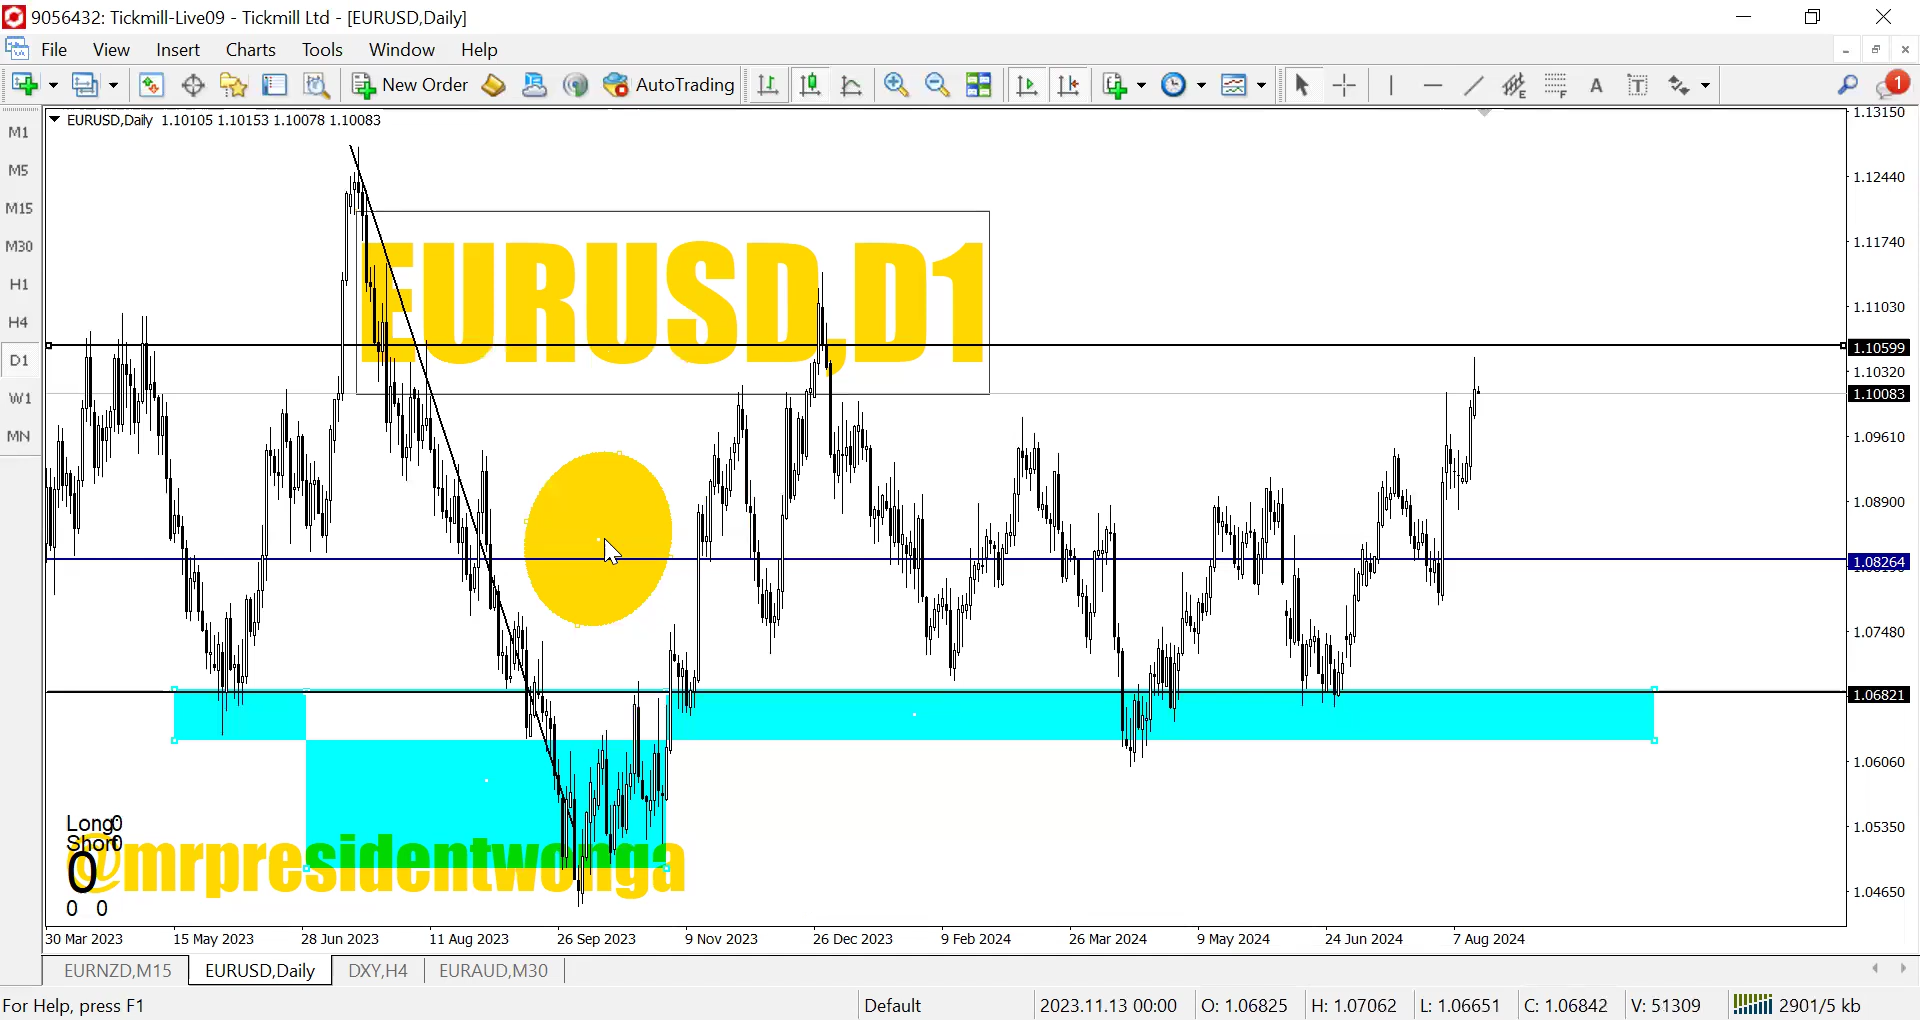 9056432: Tickmill-Live09 - Tickmill Ltd - [EURUSD,Daily]
File View Insert Charts Tools Window Help
New Order AutoTrading A T 1
M1
M5
M15
M30
H1
H4
D1
W1
MN
EURUSD,Daily 1.10105 1.10153 1.10078 1.10083
EURUSD,D1
1.13150
1.12440
1.11740
1.11030
1.10599
1.10320
1.10083
1.09610
1.08900
1.08264
1.07480
1.06821
1.06060
1.05350
1.04650
Long:0
Short0
0
0 0
@mrpresidentwonga
30 Mar 2023 15 May 2023 28 Jun 2023 11 Aug 2023 26 Sep 2023 9 Nov 2023 26 Dec 2023 9 Feb 2024 26 Mar 2024 9 May 2024 24 Jun 2024 7 Aug 2024
EURNZD,M15 EURUSD,Daily DXY,H4 EURAUD,M30
For Help, press F1 Default 2023.11.13 00:00 O: 1.06825 H: 1.07062 L: 1.06651 C: 1.06842 V: 51309 2901/5 kb